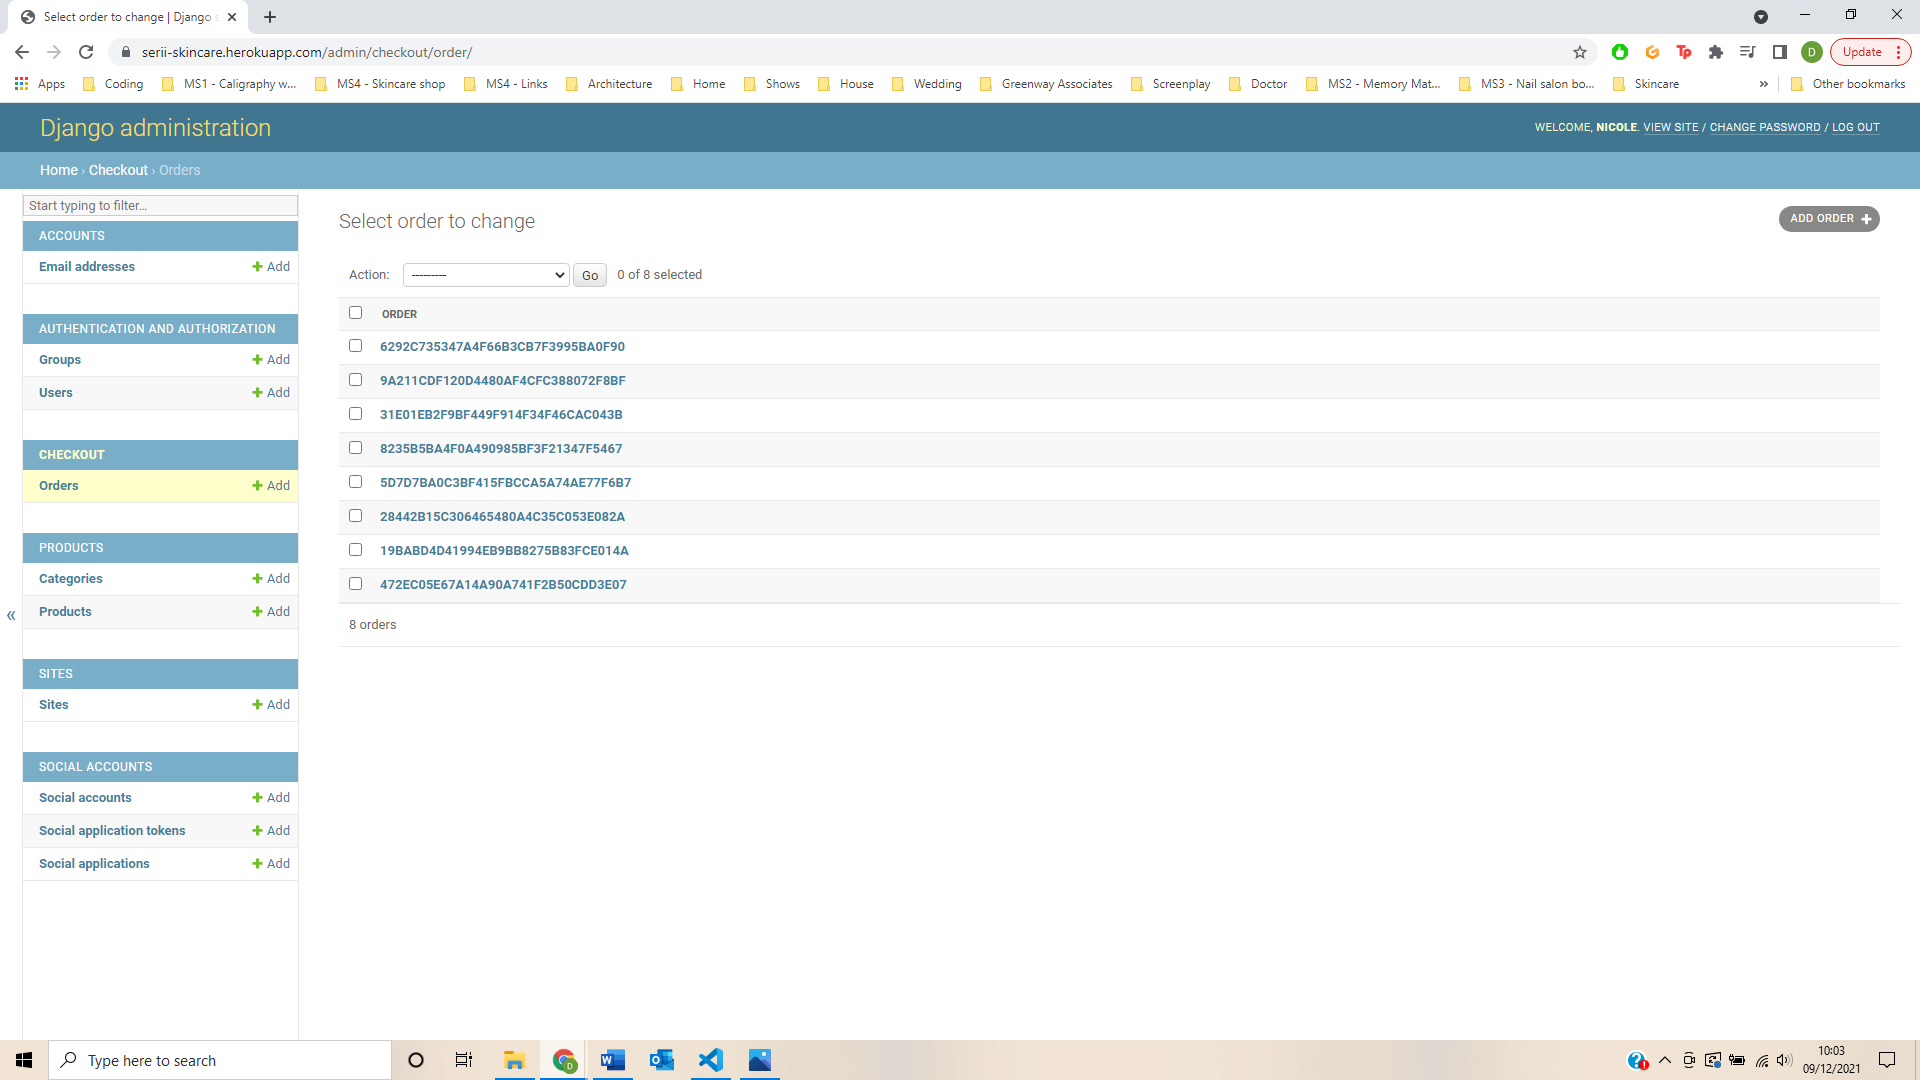 Select order to change | Django s
serii-skincare.herokuapp.com/admin/checkout/order/
D
Update
Apps
Coding
MS1 - Caligraphy w...
MS4 - Skincare shop
MS4 - Links
Architecture
Home
Shows
House
Wedding
Greenway Associates
Screenplay
Doctor
MS2 - Memory Mat...
MS3 - Nail salon bo...
Skincare
»
Other bookmarks
Django administration
WELCOME, NICOLE. VIEW SITE / CHANGE PASSWORD / LOG OUT
Home › Checkout › Orders
Start typing to filter...
ACCOUNTS
Email addresses + Add
AUTHENTICATION AND AUTHORIZATION
Groups + Add
Users + Add
CHECKOUT
Orders + Add
PRODUCTS
Categories + Add
Products + Add
SITES
Sites + Add
SOCIAL ACCOUNTS
Social accounts + Add
Social application tokens + Add
Social applications + Add
«
Select order to change
ADD ORDER +
Action: --------- Go 0 of 8 selected
ORDER
6292C735347A4F66B3CB7F3995BA0F90
9A211CDF120D4480AF4CFC388072F8BF
31E01EB2F9BF449F914F34F46CAC043B
8235B5BA4F0A490985BF3F21347F5467
5D7D7BA0C3BF415FBCCA5A74AE77F6B7
28442B15C306465480A4C35C053E082A
19BABD4D41994EB9BB8275B83FCE014A
472EC05E67A14A90A741F2B50CDD3E07
8 orders
Type here to search
10:03
09/12/2021